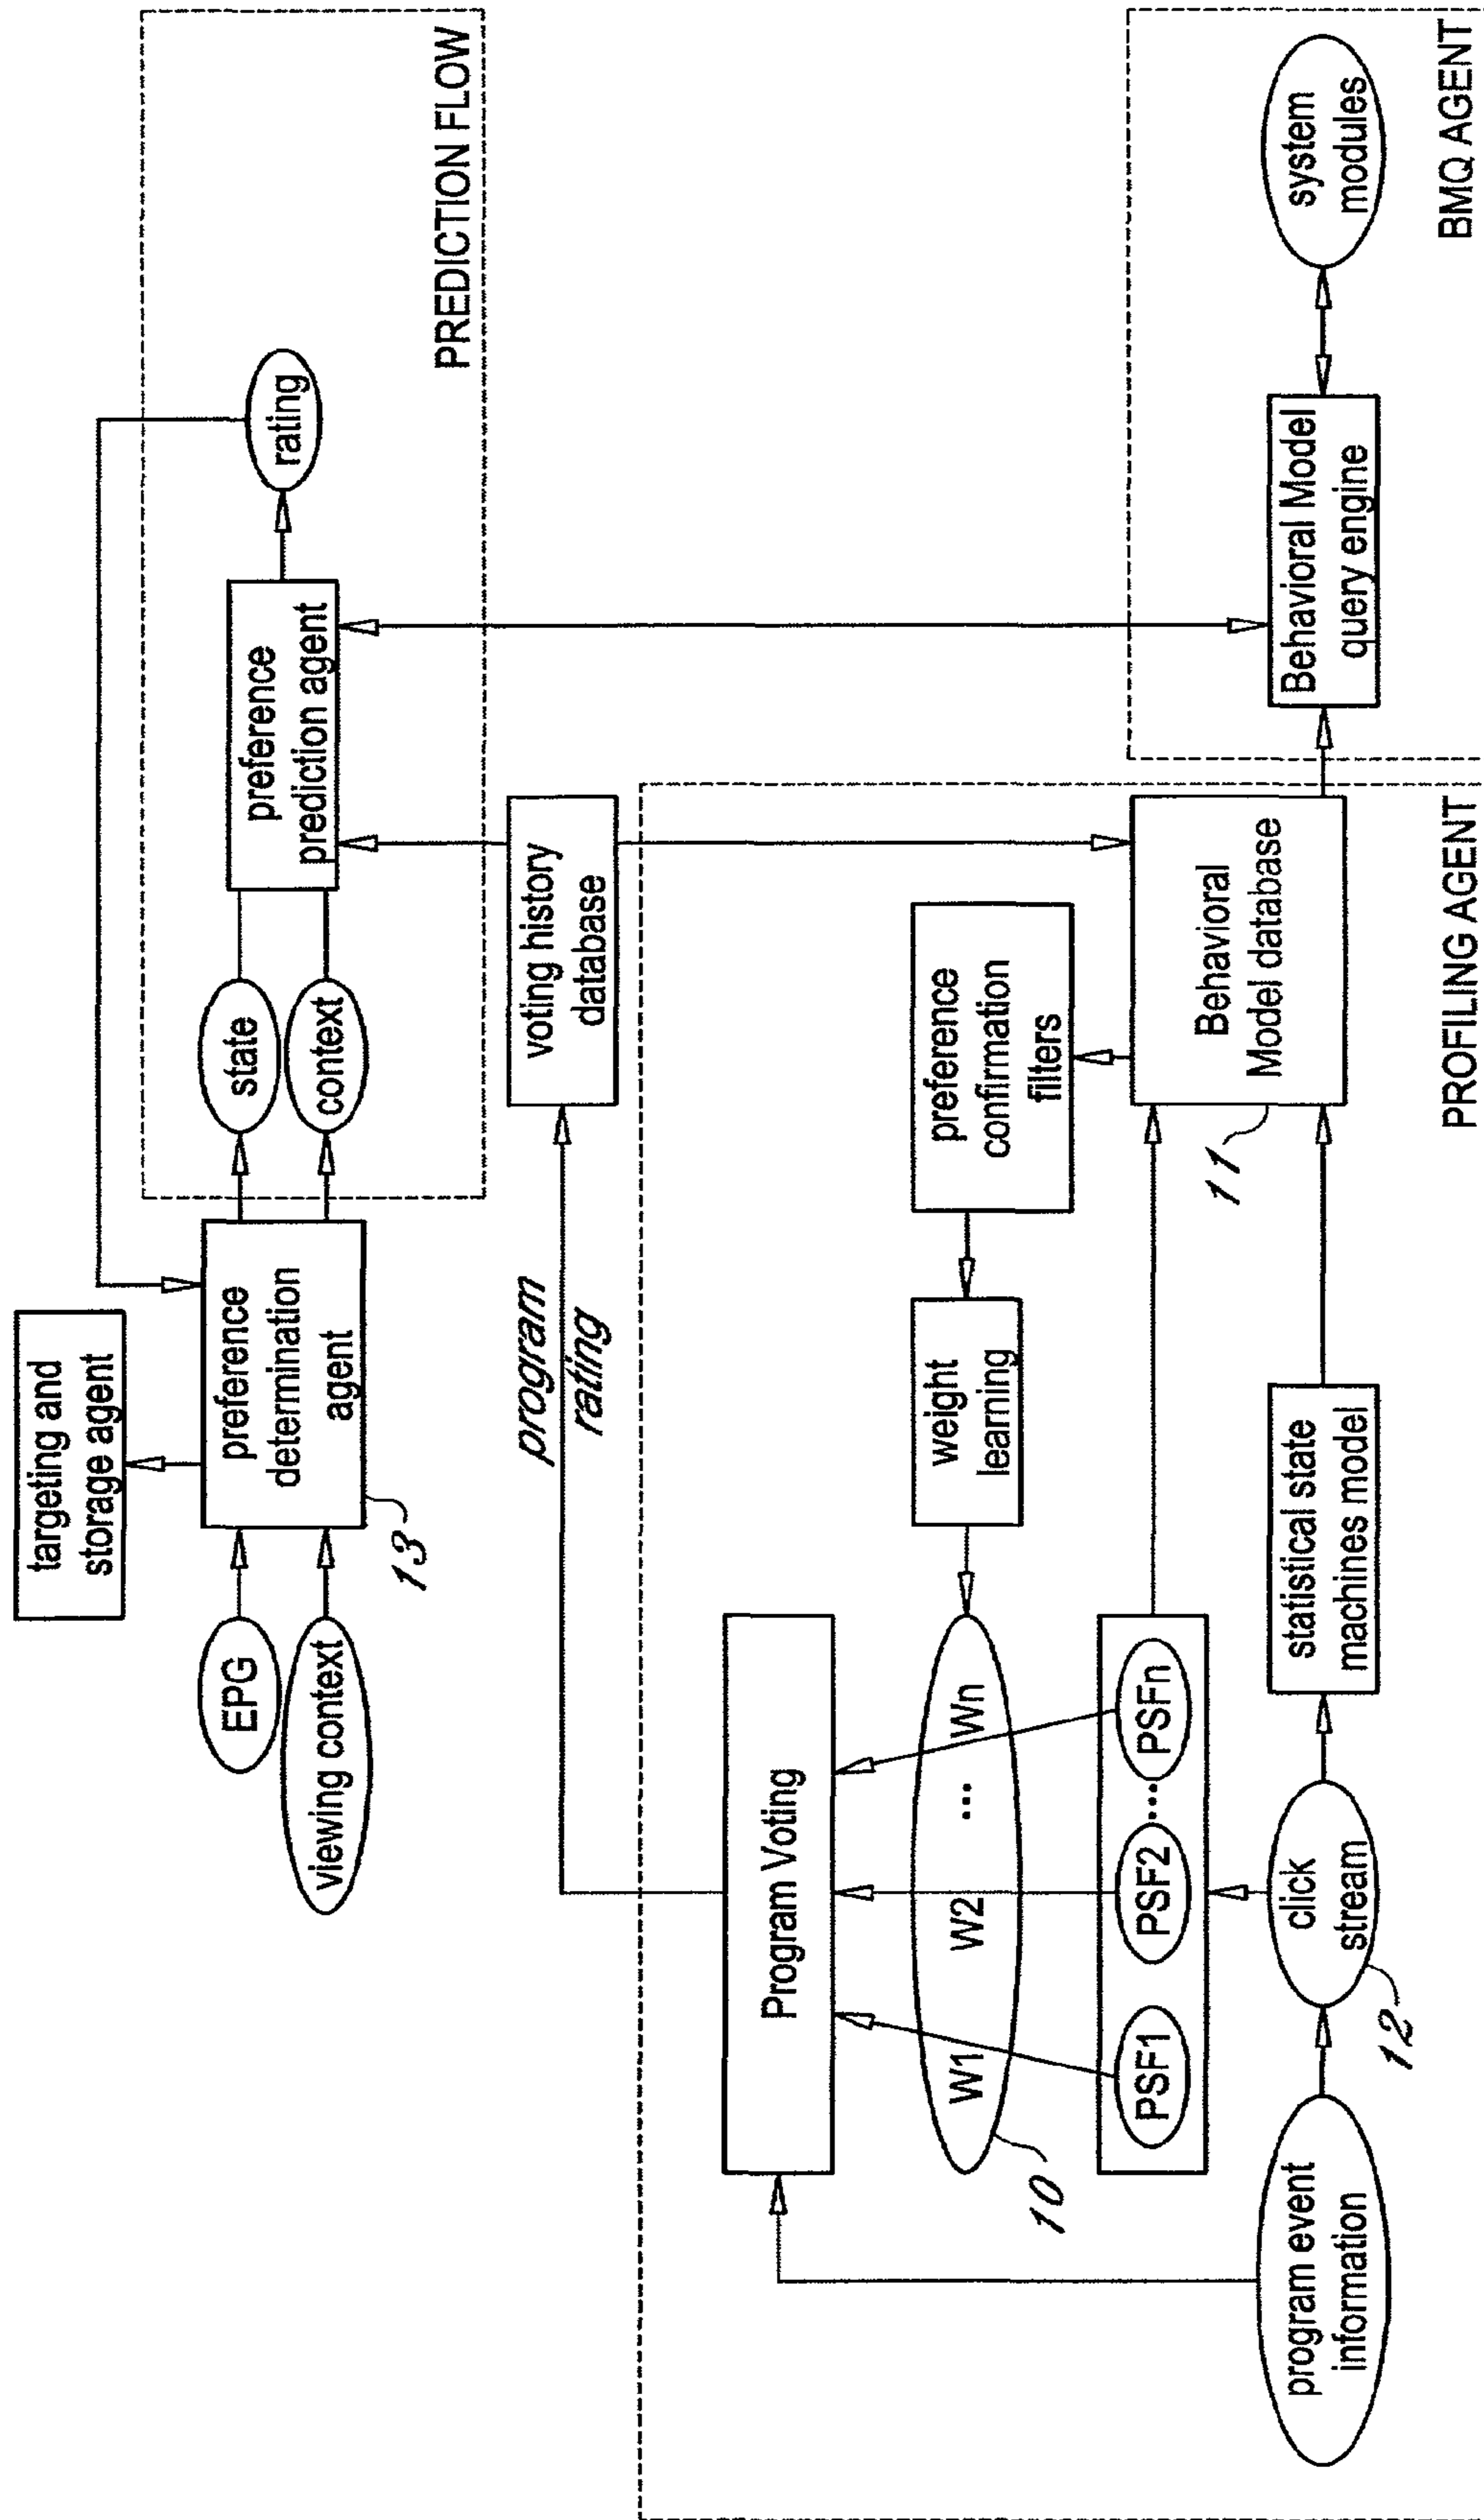 targeting and
storage agent
EPG
viewing context
preference
determination
agent
13
state
context
preference
prediction agent
rating
PREDICTION FLOW
program
rating
voting history
database
Program Voting
W1 W2 ... Wn
10
weight
learning
preference
confirmation
filters
PSF1 PSF2 ... PSFn
Behavioral
Model database
11
program event
information
click
stream
12
statistical state
machines model
PROFILING AGENT
Behavioral Model
query engine
system
modules
BMQ AGENT